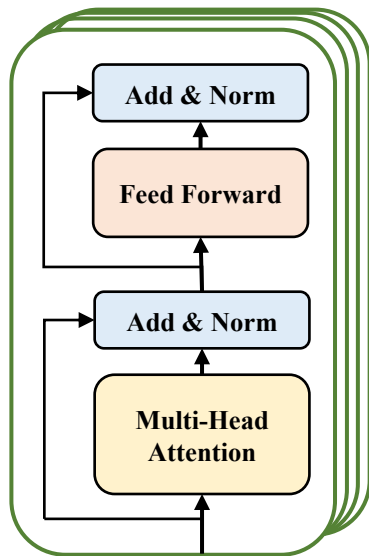 Add & Norm
Feed Forward
Add & Norm
Multi-Head
Attention